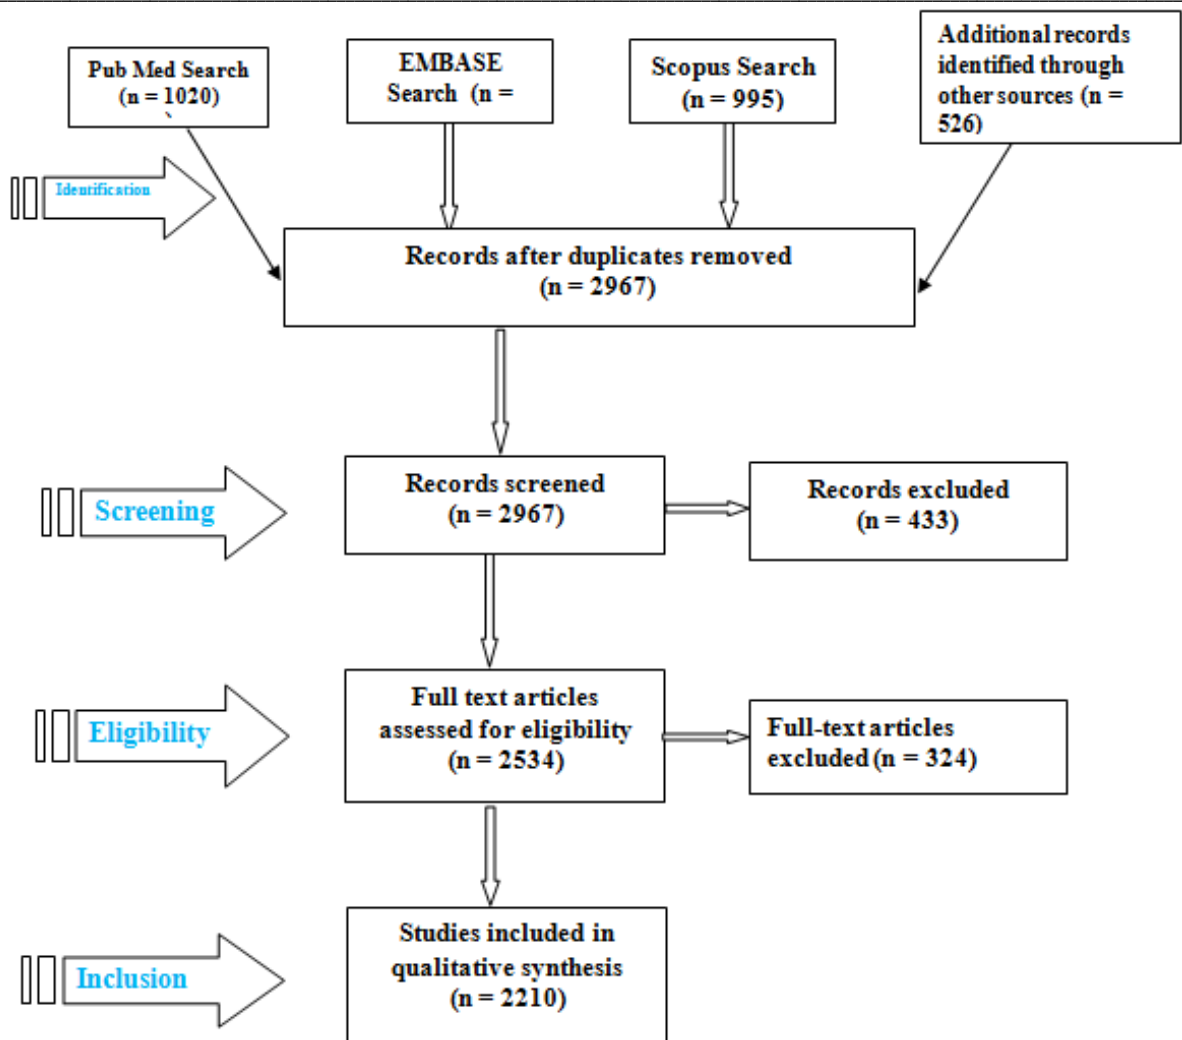 Pub Med Search
(n = 1020)
EMBASE
Search (n =
Scopus Search
(n = 995)
Additional records
identified through
other sources (n =
526)
Identification
Records after duplicates removed
(n = 2967)
Screening
Records screened
(n = 2967)
Records excluded
(n = 433)
Eligibility
Full text articles
assessed for eligibility
(n = 2534)
Full-text articles
excluded (n = 324)
Inclusion
Studies included in
qualitative synthesis
(n = 2210)